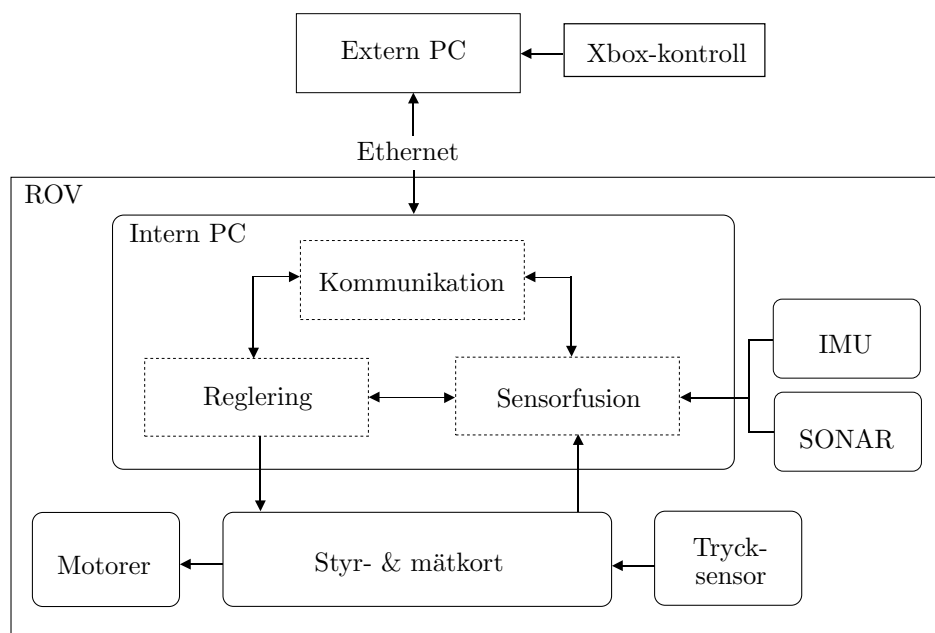 Extern PC
Xbox-kontroll
Ethernet
ROV
Intern PC
Kommunikation
IMU
Reglering
Sensorfusion
SONAR
Motorer
Styr- & mätkort
Tryck-
sensor